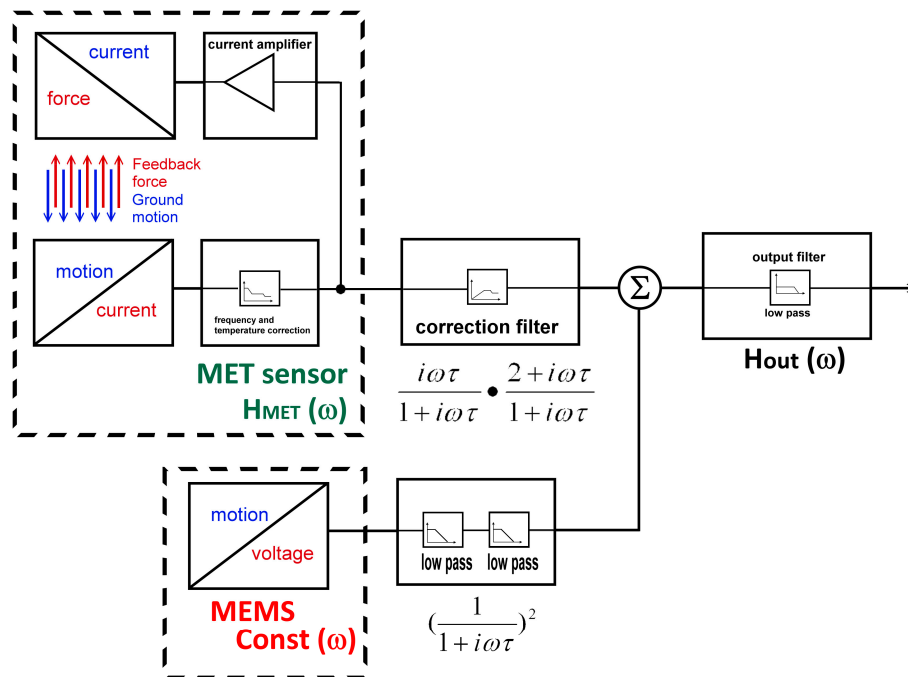 current amplifier
current
force
Feedback
force
Ground
motion
motion
current
frequency and
temperature correction
MET sensor
HMET (ω)
correction filter
iωτ / 1 + iωτ • 2 + iωτ / 1 + iωτ
Σ
output filter
low pass
Hout (ω)
motion
voltage
MEMS
Const (ω)
low pass low pass
(1 / 1 + iωτ)²